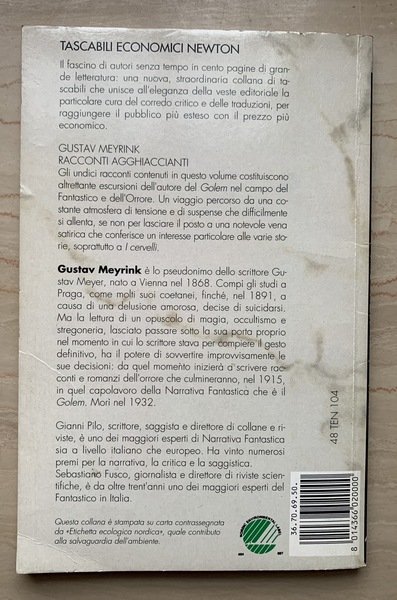 TASCABILI ECONOMICI NEWTON
Il fascino di autori senza tempo in cento pagine di gran-
de letteratura: una nuova, straordinaria collana di ta-
scabili che unisce all'eleganza della veste editoriale la
particolare cura del corredo critico e delle traduzioni, per
raggiungere il pubblico più esteso con il prezzo più
economico.
GUSTAV MEYRINK
RACCONTI AGGHIACCIANTI
Gli undici racconti contenuti in questo volume costituiscono
altrettante escursioni dell'autore del Golem nel campo del
Fantastico e dell'Orrore. Un viaggio percorso da una co-
stante atmosfera di tensione e di suspense che difficilmente
si allenta, se non per lasciare il posto a una notevole vena
satirica che conferisce un interesse particolare alle varie sto-
rie, soprattutto a I cervelli.
Gustav Meyrink è lo pseudonimo dello scrittore Gu-
stav Meyer, nato a Vienna nel 1868. Compì gli studi a
Praga, come molti suoi coetanei, finché, nel 1891, a
causa di una delusione amorosa, decise di suicidarsi.
Ma la lettura di un opuscolo di magia, occultismo e
stregoneria, lasciato passare sotto la sua porta proprio
nel momento in cui lo scrittore stava per compiere il gesto
definitivo, ha il potere di sovvertire improvvisamente le
sue decisioni: da quel momento inizierà a scrivere rac-
conti e romanzi dell'orrore che culmineranno, nel 1915,
in quel capolavoro della Narrativa Fantastica che è il
Golem. Morì nel 1932.
Gianni Pilo, scrittore, saggista e direttore di collane e ri-
viste, è uno dei maggiori esperti di Narrativa Fantastica
sia a livello italiano che europeo. Ha vinto numerosi
premi per la narrativa, la critica e la saggistica.
Sebastiano Fusco, giornalista e direttore di riviste scien-
tifiche, è da altre trent'anni uno dei maggiori esperti del
Fantastico in Italia.
Questa collana è stampata su carta contrassegnata
da «Etichetta ecologica nordica», quale contributo
alla salvaguardia dell'ambiente.
48 TEN 104
36.70.69.50.
8 014366 020000